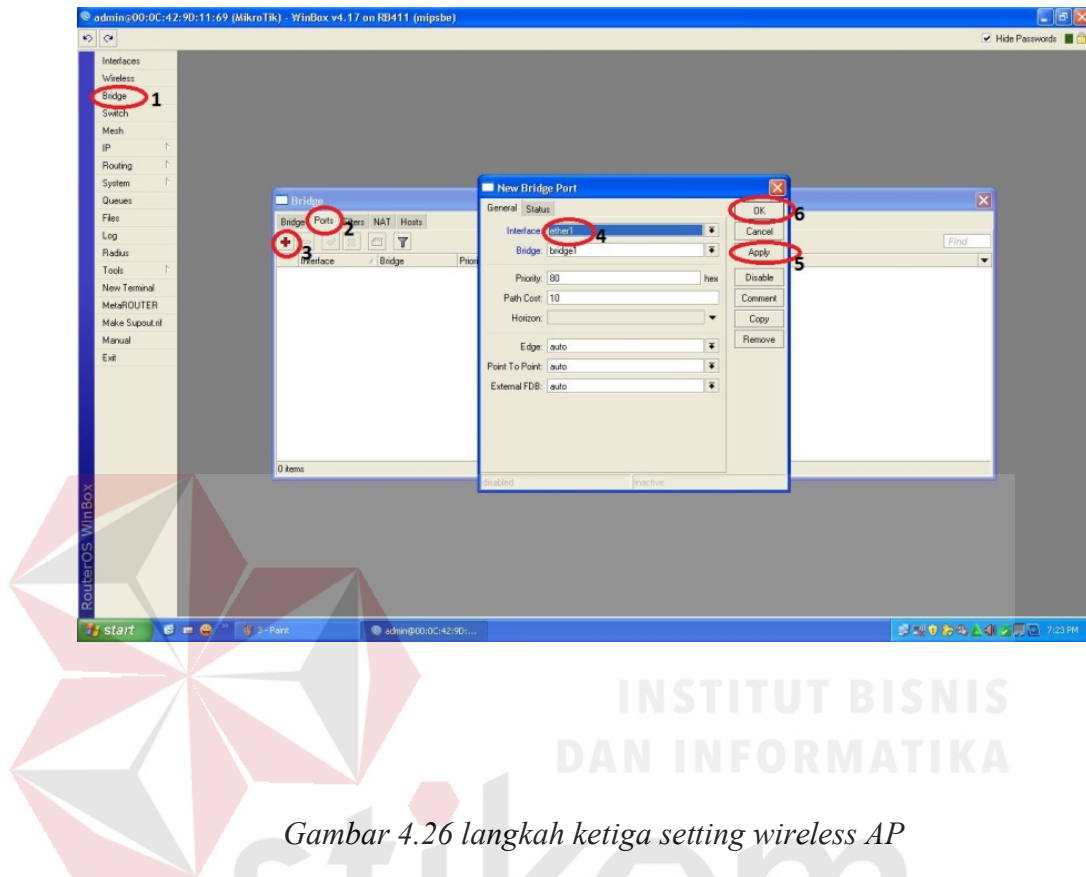 admin@00:0C:42:9D:11:69 (MikroTik) - WinBox v4.17 on RB411 (mipsbe)
Hide Passwords
Interfaces
Wireless
Bridge 1
Switch
Mesh
IP
Routing
System
Queues
Files
Log
Radius
Tools
New Terminal
MetaROUTER
Make Supout.rif
Manual
Exit
RouterOS WinBox
Bridge
Bridge Ports 2 NAT Hosts
3
Find
Interface Bridge
0 items
New Bridge Port
General Status
Interface: ether1 4
Bridge: bridge1
Priority: 80 hex
Path Cost: 10
Horizon:
Edge: auto
Point To Point: auto
External FDB: auto
OK 6
Cancel
Apply 5
Disable
Comment
Copy
Remove
disabled inactive
start
3 - Paint
admin@00:0C:42:9D:...
7:23 PM
INSTITUT BISNIS
DAN INFORMATIKA
Gambar 4.26 langkah ketiga setting wireless AP
stikom